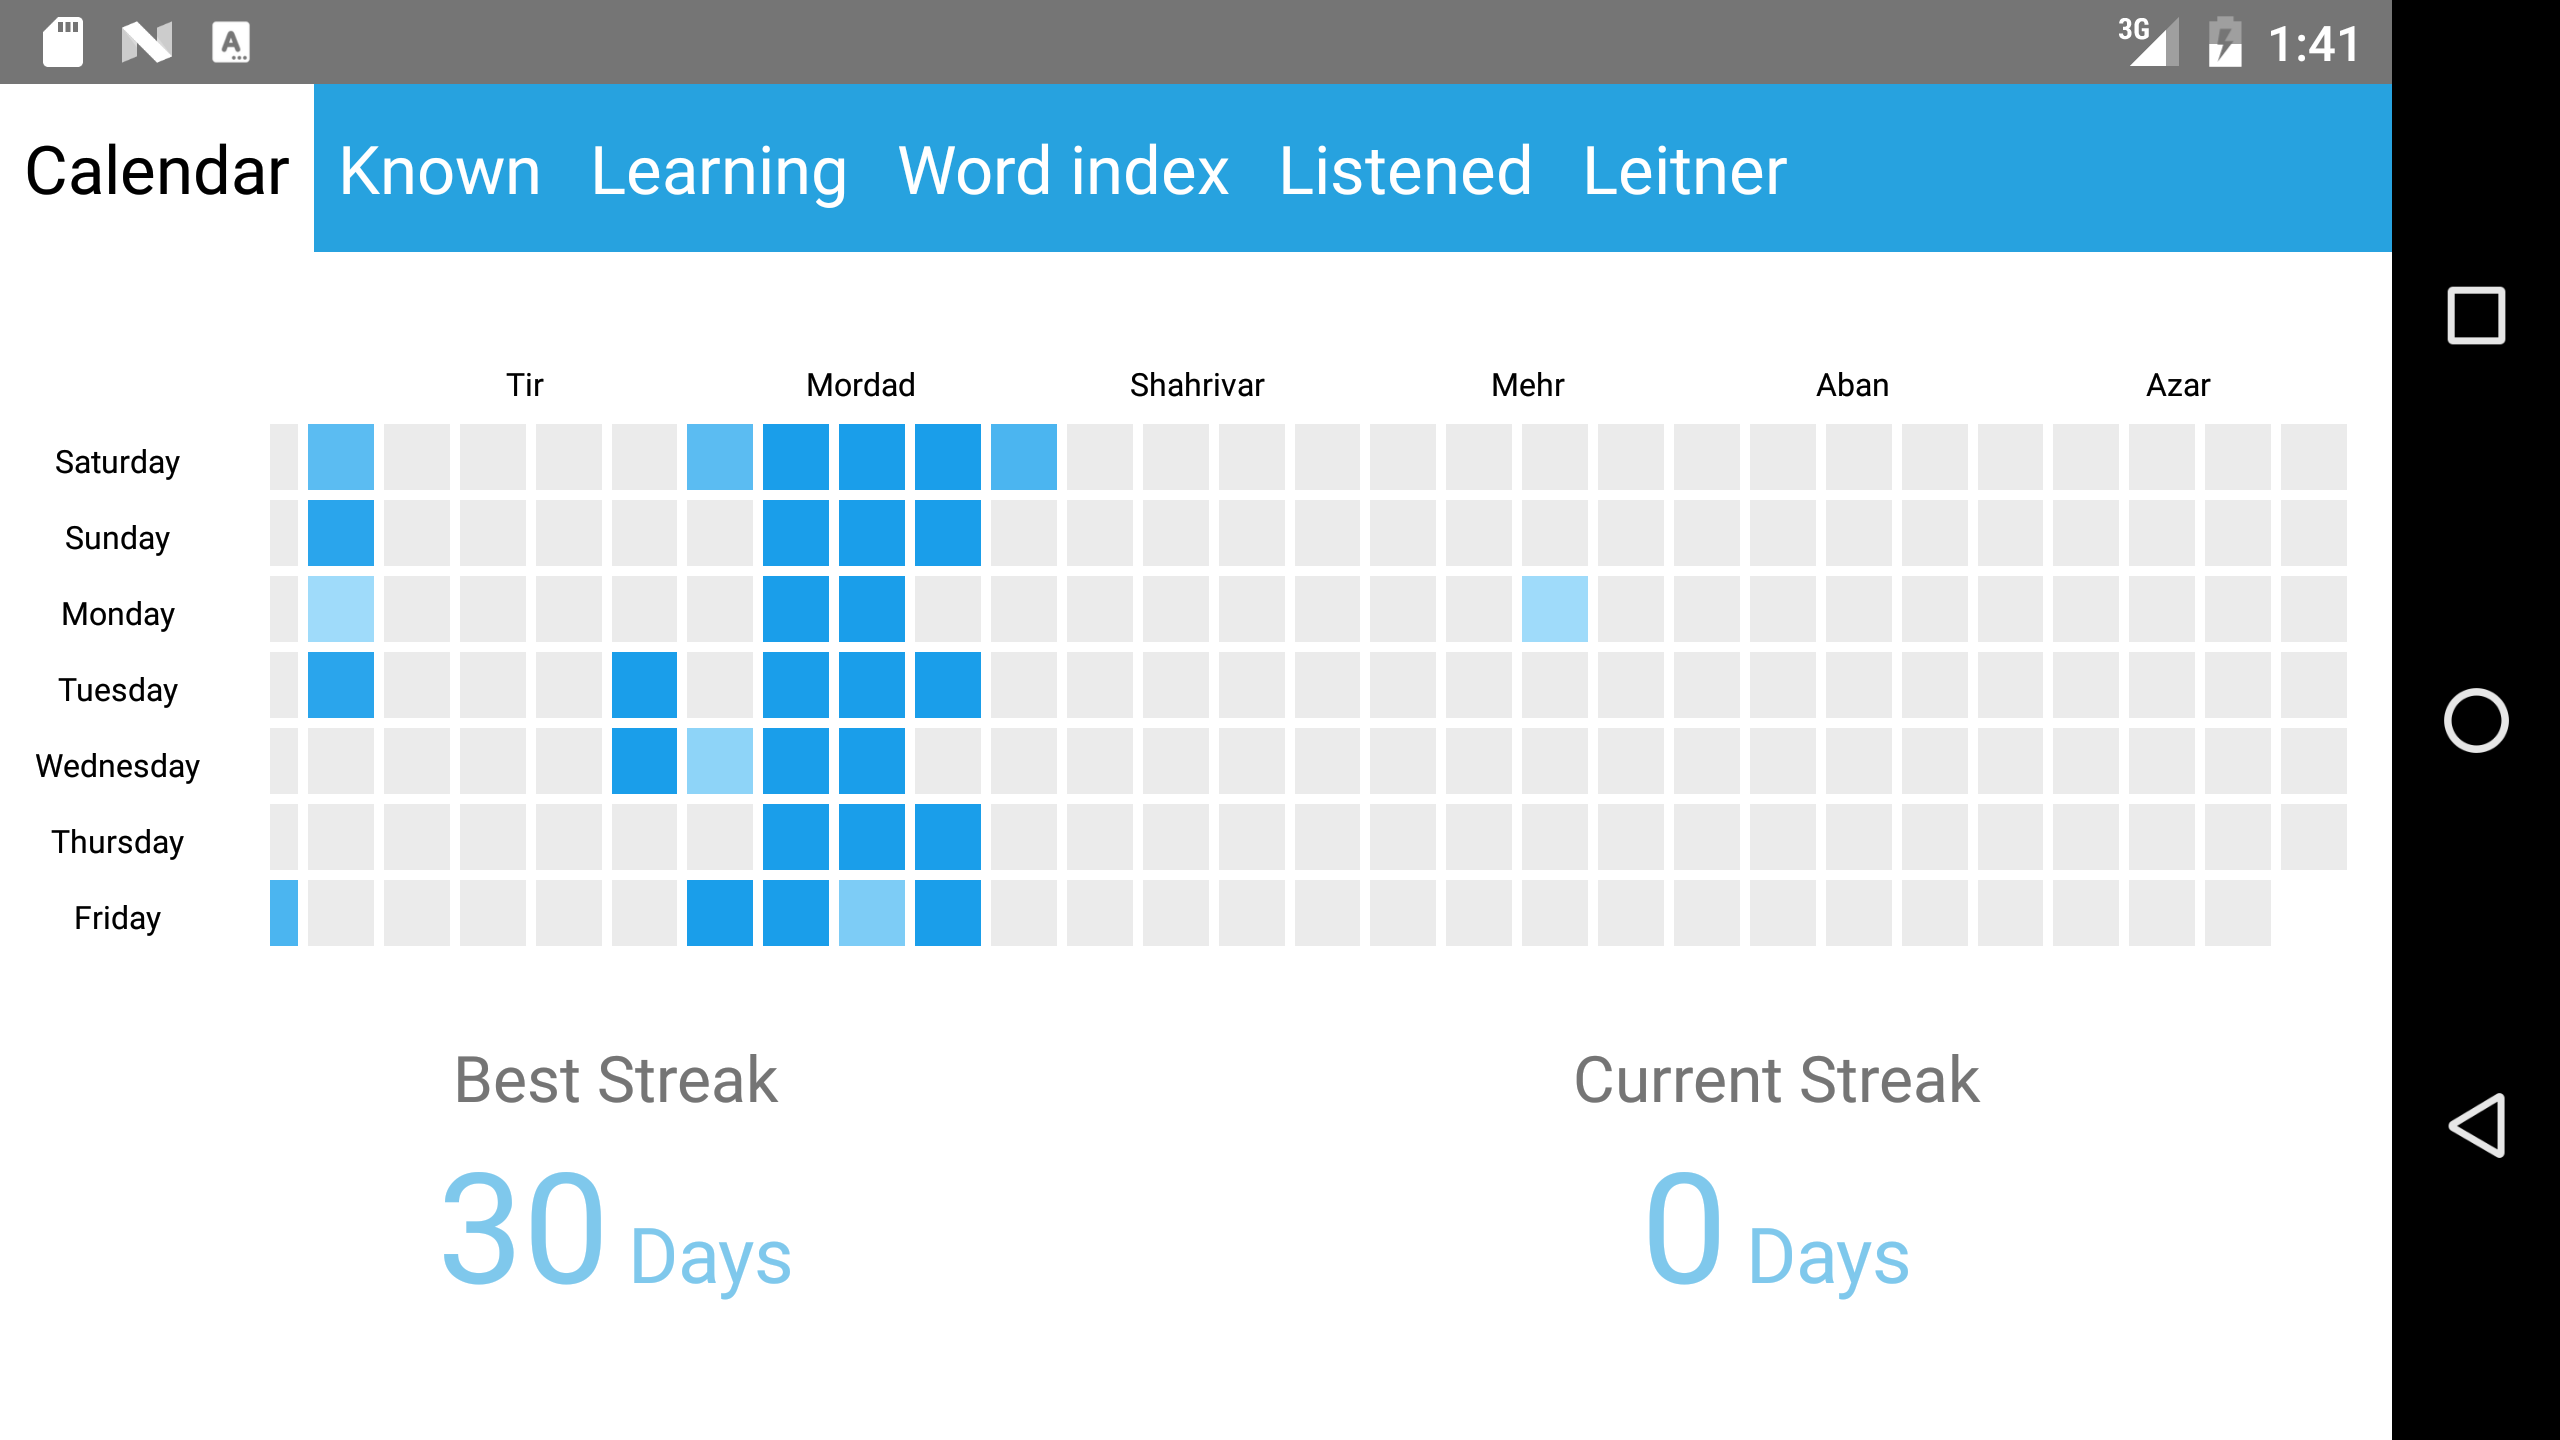 3G 1:41
Calendar Known Learning Word index Listened Leitner
Tir Mordad Shahrivar Mehr Aban Azar
Saturday
Sunday
Monday
Tuesday
Wednesday
Thursday
Friday
Best Streak Current Streak
30 Days 0 Days